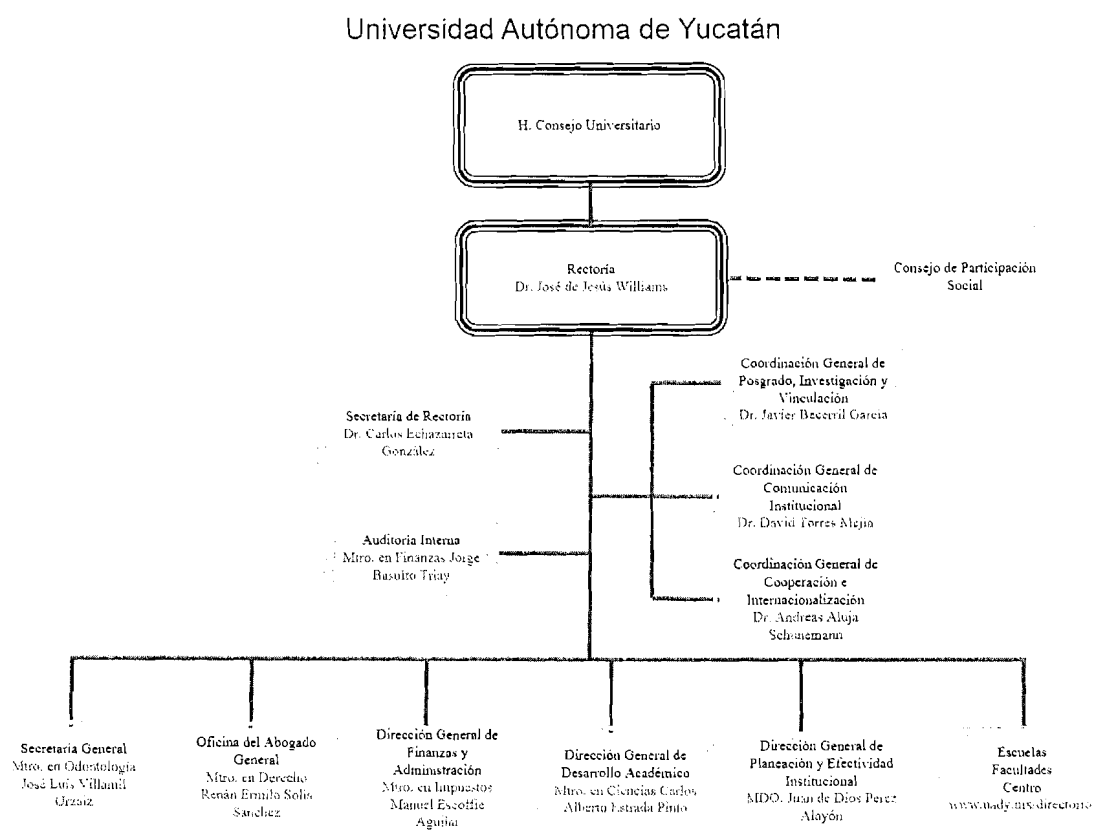 Universidad Autónoma de Yucatán
H. Consejo Universitario
Rectoría
Dr. José de Jesús Williams
Consejo de Participación
Social
Coordinación General de
Posgrado, Investigación y
Vinculación
Dr. Javier Becerril García
Secretaría de Rectoría
Dr. Carlos Echazarreta
González
Coordinación General de
Comunicación
Institucional
Dr. David Torres Mejía
Auditoría Interna
Mtro. en Finanzas Jorge
Basulto Triay
Coordinación General de
Cooperación e
Internacionalización
Dr. Andreas Aluja
Schunemann
Secretaría General
Mtro. en Odontología
José Luis Villamil
Urzaiz
Oficina del Abogado
General
Mtro. en Derecho
Renán Ermilo Solís
Sánchez
Dirección General de
Finanzas y
Administración
Mtro. en Impuestos
Manuel Escoffie
Aguilar
Dirección General de
Desarrollo Académico
Mtro. en Ciencias Carlos
Alberto Estrada Pinto
Dirección General de
Planeación y Efectividad
Institucional
MDO. Juan de Dios Pérez
Alayón
Escuelas
Facultades
Centro
www.uady.mx/directorio